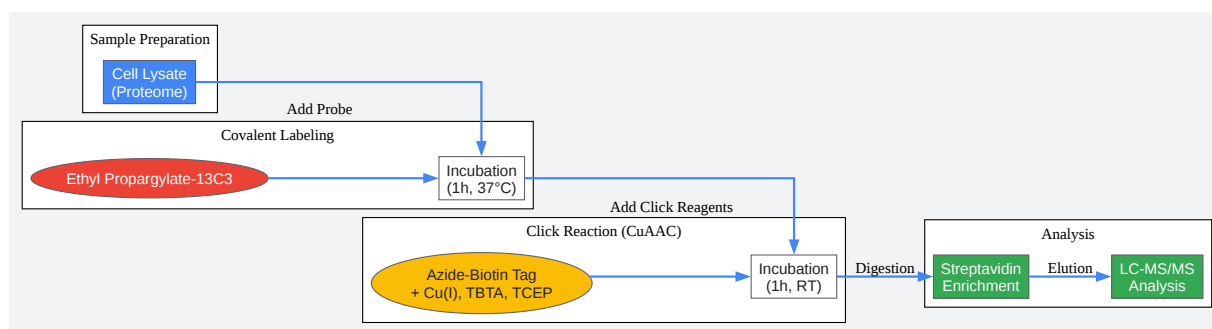 Sample Preparation
Cell Lysate
(Proteome)
Add Probe
Covalent Labeling
Ethyl Propargylate-13C3
Incubation
(1h, 37°C)
Add Click Reagents
Click Reaction (CuAAC)
Azide-Biotin Tag
+ Cu(I), TBTA, TCEP
Incubation
(1h, RT)
Digestion
Analysis
Streptavidin
Enrichment
Elution
LC-MS/MS
Analysis